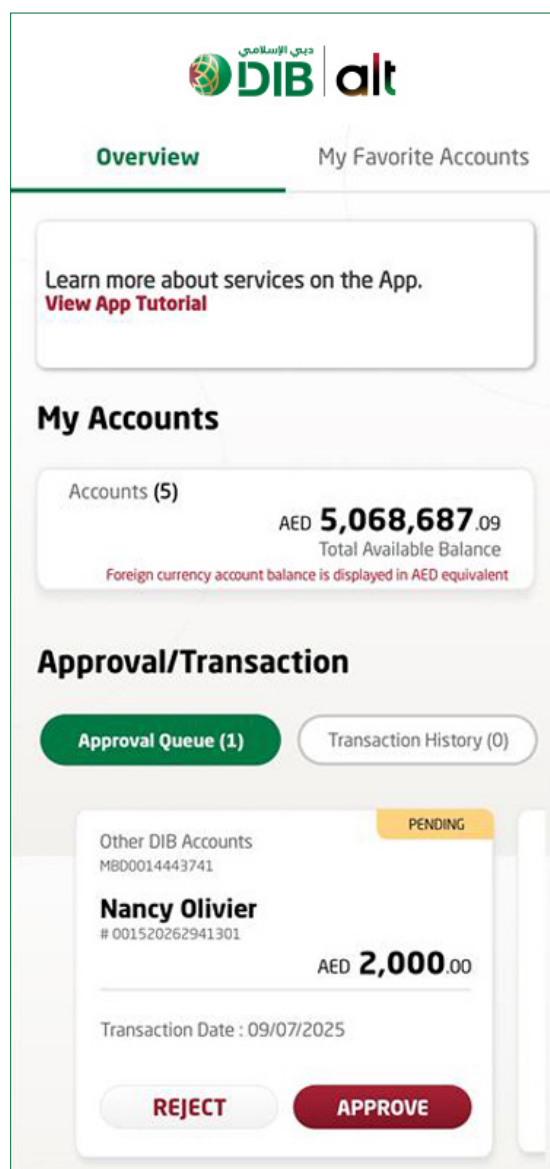 دبي الإسلامي
DIB alt
Overview My Favorite Accounts
Learn more about services on the App.
View App Tutorial
My Accounts
Accounts (5)
AED 5,068,687.09
Total Available Balance
Foreign currency account balance is displayed in AED equivalent
Approval/Transaction
Approval Queue (1) Transaction History (0)
PENDING
Other DIB Accounts
MBD0014443741
Nancy Olivier
# 001520262941301
AED 2,000.00
Transaction Date : 09/07/2025
REJECT APPROVE